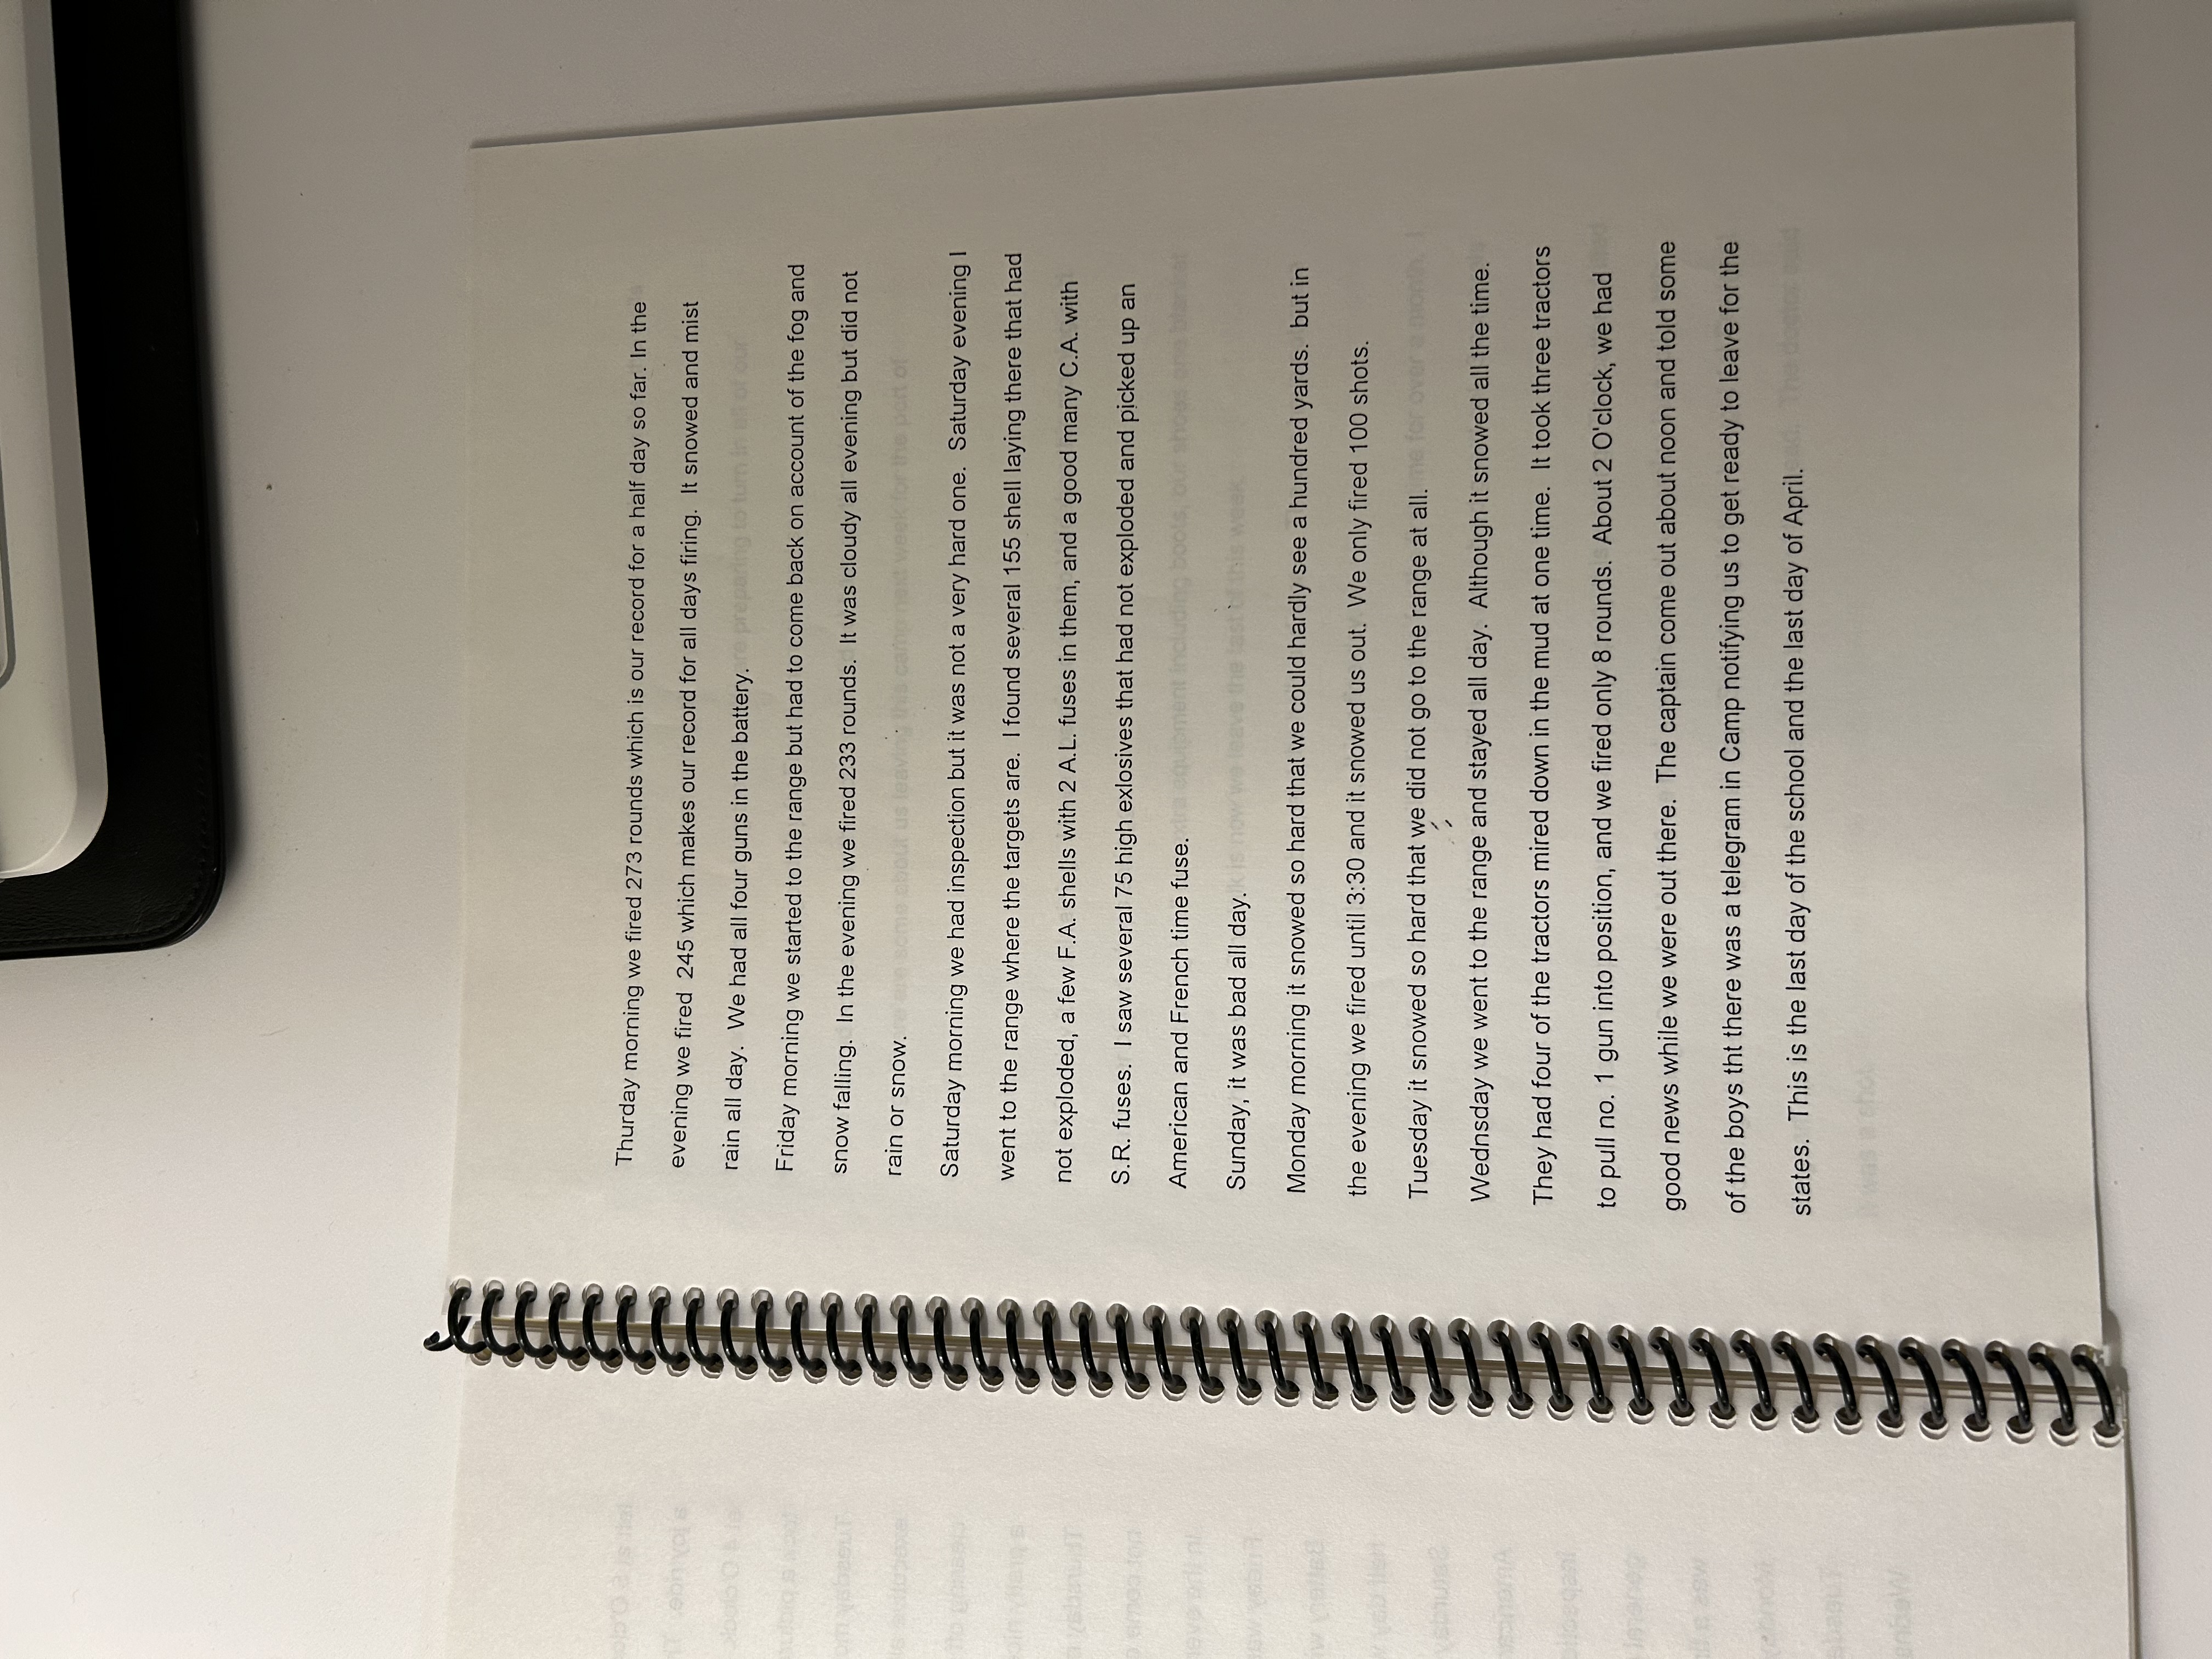 Thurday morning we fired 273 rounds which is our record for a half day so far. In the
evening we fired  245 which makes our record for all days firing.  It snowed and mist
rain all day.  We had all four guns in the battery.
Friday morning we started to the range but had to come back on account of the fog and
snow falling.  In the evening we fired 233 rounds.  It was cloudy all evening but did not
rain or snow.
Saturday morning we had inspection but it was not a very hard one.  Saturday evening I
went to the range where the targets are.  I found several 155 shell laying there that had
not exploded, a few F.A. shells with 2 A.L. fuses in them, and a good many C.A. with
S.R. fuses.  I saw several 75 high exlosives that had not exploded and picked up an
American and French time fuse.
Sunday, it was bad all day.
Monday morning it snowed so hard that we could hardly see a hundred yards.  but in
the evening we fired until 3:30 and it snowed us out.  We only fired 100 shots.
Tuesday it snowed so hard that we did not go to the range at all.
Wednsday we went to the range and stayed all day.  Although it snowed all the time.
They had four of the tractors mired down in the mud at one time.  It took three tractors
to pull no. 1 gun into position, and we fired only 8 rounds.  About 2 O'clock, we had
good news while we were out there.  The captain come out about noon and told some
of the boys tht there was a telegram in Camp notifying us to get ready to leave for the
states.  This is the last day of the school and the last day of April.